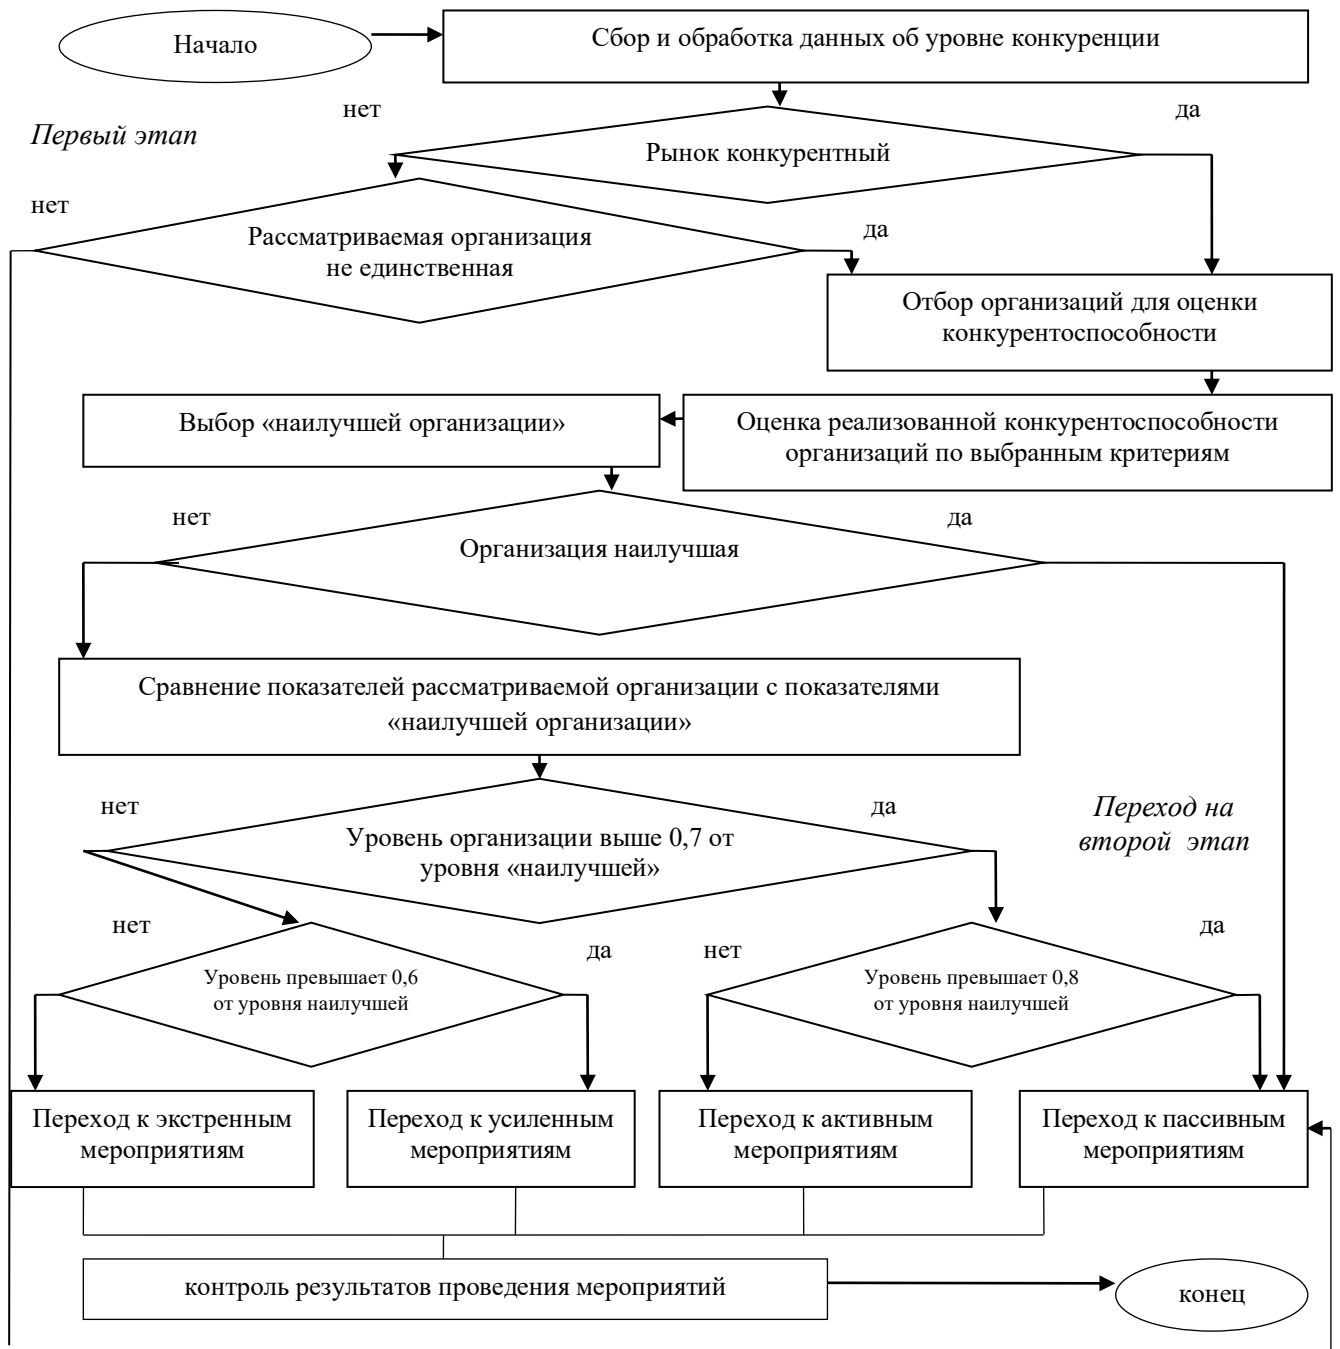 Начало
Сбор и обработка данных об уровне конкуренции
нет
да
Первый этап
Рынок конкурентный
нет
да
Рассматриваемая организация
не единственная
Отбор организаций для оценки
конкурентоспособности
Выбор «наилучшей организации»
Оценка реализованной конкурентоспособности
организаций по выбранным критериям
нет
да
Организация наилучшая
Сравнение показателей рассматриваемой организации с показателями
«наилучшей организации»
нет
да
Переход на
второй этап
Уровень организации выше 0,7 от
уровня «наилучшей»
нет
да
нет
да
Уровень превышает 0,6
от уровня наилучшей
Уровень превышает 0,8
от уровня наилучшей
Переход к экстренным
мероприятиям
Переход к усиленным
мероприятиям
Переход к активным
мероприятиям
Переход к пассивным
мероприятиям
контроль результатов проведения мероприятий
конец